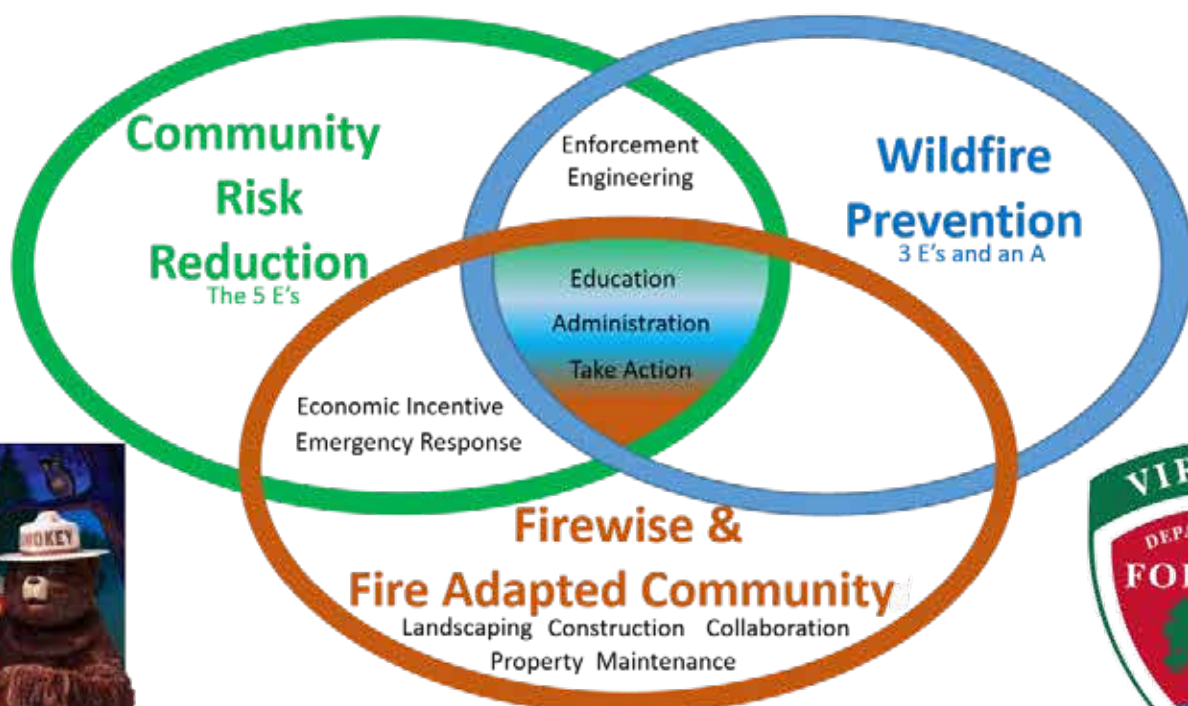 Community
Risk
Reduction
The 5 E's
Enforcement
Engineering
Wildfire
Prevention
3 E's and an A
Education
Administration
Take Action
Economic Incentive
Emergency Response
Firewise &
Fire Adapted Community
Landscaping Construction Collaboration
Property Maintenance